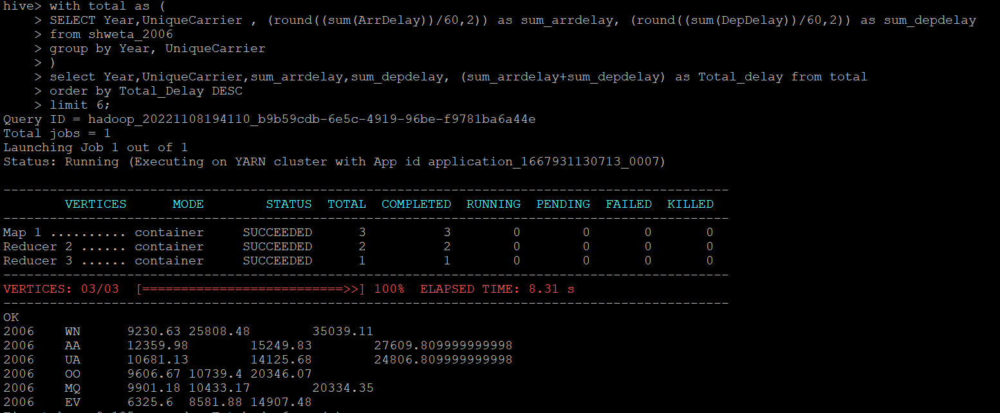 hive> with total as (
    > SELECT Year,UniqueCarrier , (round((sum(ArrDelay))/60,2)) as sum_arrdelay, (round((sum(DepDelay))/60,2)) as sum_depdelay
    > from shweta_2006
    > group by Year, UniqueCarrier
    > )
    > select Year,UniqueCarrier,sum_arrdelay,sum_depdelay, (sum_arrdelay+sum_depdelay) as Total_delay from total
    > order by Total_Delay DESC
    > limit 6;
Query ID = hadoop_20221108194110_b9b59cdb-6e5c-4919-96be-f9781ba6a44e
Total jobs = 1
Launching Job 1 out of 1
Status: Running (Executing on YARN cluster with App id application_1667931130713_0007)
----------------------------------------------------------------------------------------------
        VERTICES      MODE        STATUS  TOTAL  COMPLETED  RUNNING  PENDING  FAILED  KILLED
----------------------------------------------------------------------------------------------
Map 1 .......... container     SUCCEEDED      3          3        0        0       0       0
Reducer 2 ...... container     SUCCEEDED      2          2        0        0       0       0
Reducer 3 ...... container     SUCCEEDED      1          1        0        0       0       0
----------------------------------------------------------------------------------------------
VERTICES: 03/03  [==========================>>] 100%  ELAPSED TIME: 8.31 s
----------------------------------------------------------------------------------------------
OK
2006    WN      9230.63 25808.48        35039.11
2006    AA      12359.98        15249.83        27609.809999999998
2006    UA      10681.13        14125.68        24806.809999999998
2006    OO      9606.67 10739.4 20346.07
2006    MQ      9901.18 10433.17        20334.35
2006    EV      6325.6  8581.88 14907.48